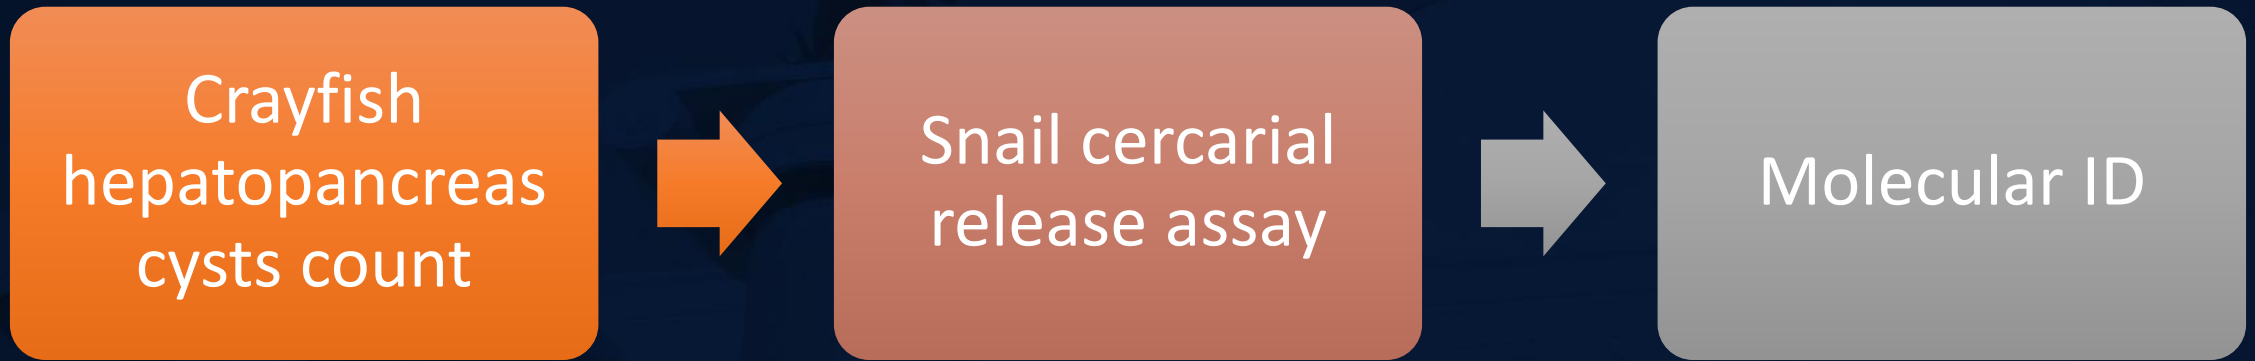 Crayfish
hepatopancreas
cysts count
Snail cercarial
release assay
Molecular ID